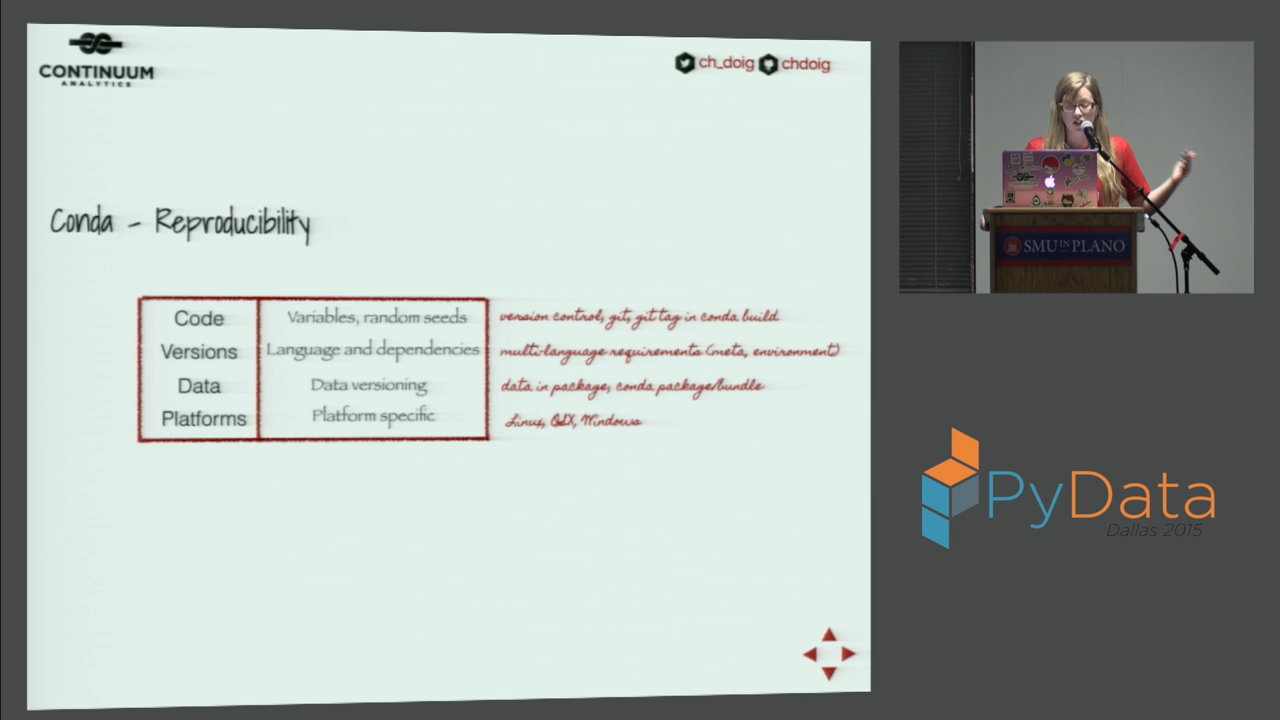 CONTINUUM
ANALYTICS
ch_doig chdoig
Conda - Reproducibility
Code Variables, random seeds version control, git, git tag in conda build
Versions Language and dependencies multi-language requirements (meta, environment)
Data Data versioning data in package, conda package/bundle
Platforms Platform specific Linux, OSX, Windows
SMU IN PLANO
PyData
Dallas 2015